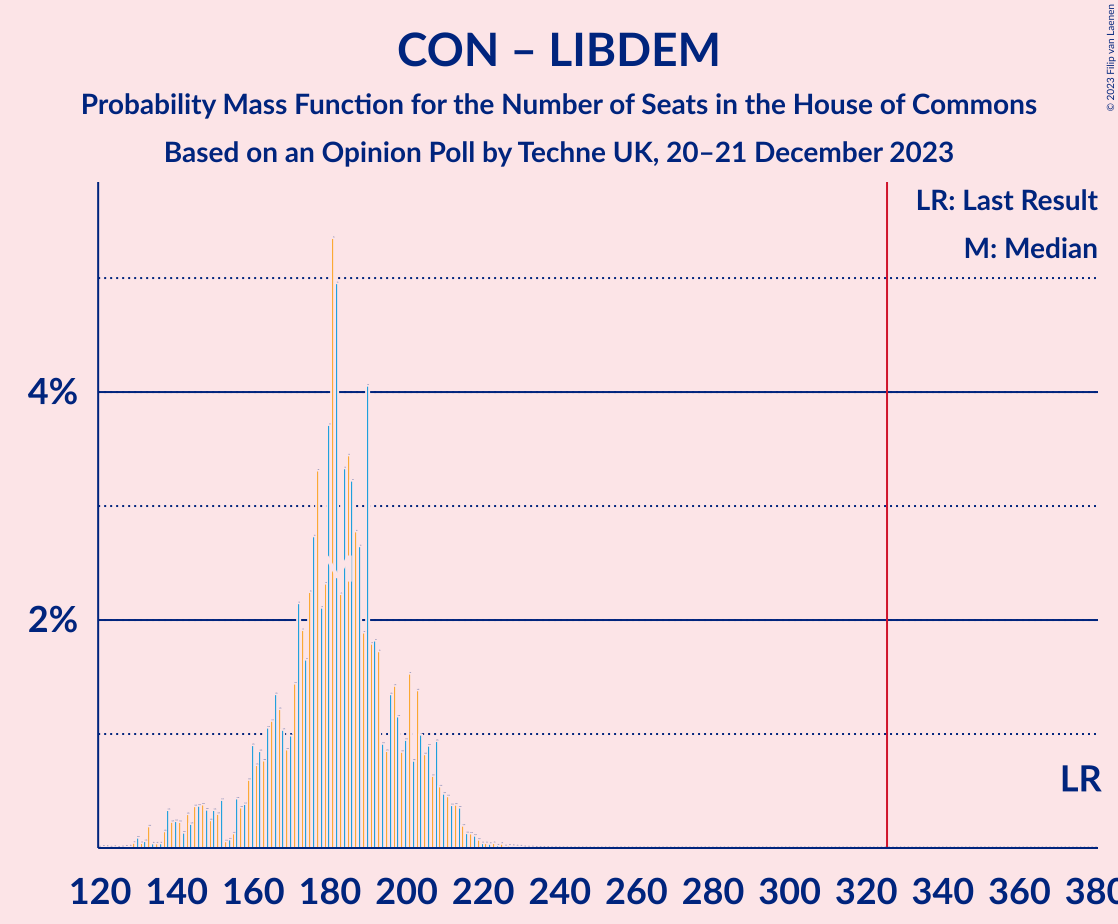 CON – LIBDEM
Probability Mass Function for the Number of Seats in the House of Commons
Based on an Opinion Poll by Techne UK, 20–21 December 2023
© 2023 Filip van Laenen
LR: Last Result
M: Median
4%
2%
LR
120 140 160 180 200 220 240 260 280 300 320 340 360 380